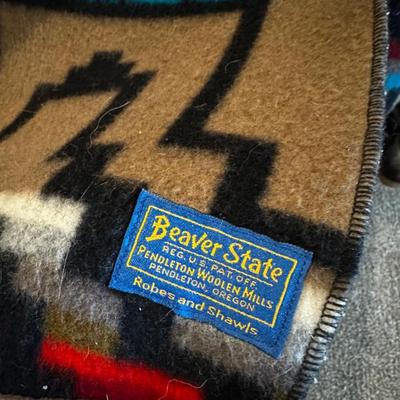 Beaver State
REG. U.S. PAT. OFF.
PENDLETON WOOLEN MILLS
PENDLETON, OREGON
Robes and Shawls